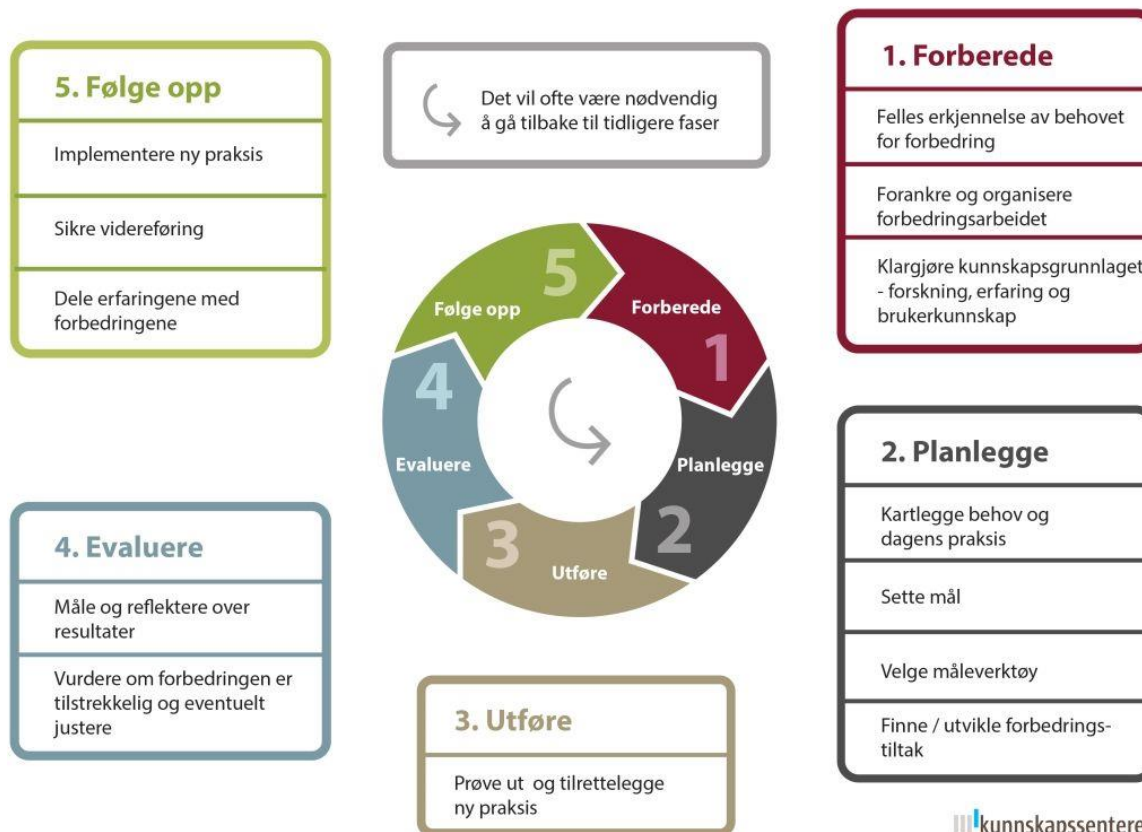 5. Følge opp
Implementere ny praksis
Sikre videreføring
Dele erfaringene med
forbedringene
Det vil ofte være nødvendig
å gå tilbake til tidligere faser
1. Forberede
Felles erkjennelse av behovet
for forbedring
Forankre og organisere
forbedringsarbeidet
Klargjøre kunnskapsgrunnlaget
- forskning, erfaring og
brukerkunnskap
5
Følge opp
Forberede
1
4
Evaluere
Planlegge
2
3
Utføre
2. Planlegge
Kartlegge behov og
dagens praksis
Sette mål
Velge måleverktøy
Finne / utvikle forbedrings-
tiltak
4. Evaluere
Måle og reflektere over
resultater
Vurdere om forbedringen er
tilstrekkelig og eventuelt
justere
3. Utføre
Prøve ut og tilrettelegge
ny praksis
kunnskapssentere